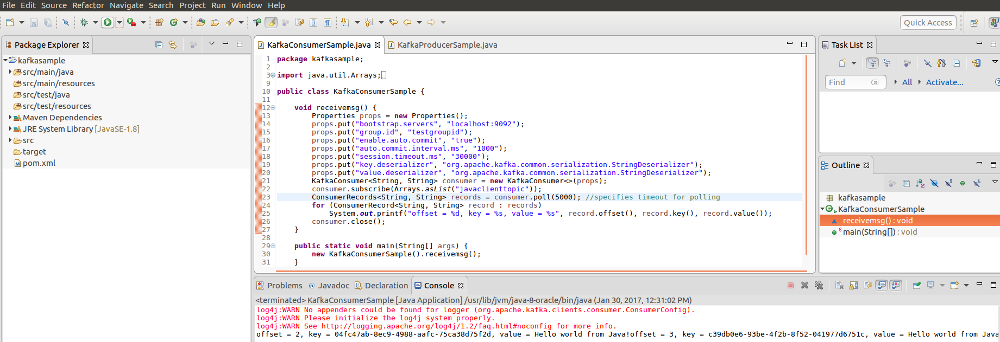 File Edit Source Refactor Navigate Search Project Run Window Help
Quick Access
Package Explorer
kafkasample
src/main/java
src/main/resources
src/test/java
src/test/resources
Maven Dependencies
JRE System Library [JavaSE-1.8]
src
target
pom.xml
KafkaConsumerSample.java KafkaProducerSample.java
1 package kafkasample;
2
3 import java.util.Arrays;
9
10 public class KafkaConsumerSample {
11
12 void receivemsg() {
13 Properties props = new Properties();
14 props.put("bootstrap.servers", "localhost:9092");
15 props.put("group.id", "testgroupid");
16 props.put("enable.auto.commit", "true");
17 props.put("auto.commit.interval.ms", "1000");
18 props.put("session.timeout.ms", "30000");
19 props.put("key.deserializer", "org.apache.kafka.common.serialization.StringDeserializer");
20 props.put("value.deserializer", "org.apache.kafka.common.serialization.StringDeserializer");
21 KafkaConsumer<String, String> consumer = new KafkaConsumer<>(props);
22 consumer.subscribe(Arrays.asList("javaclienttopic"));
23 ConsumerRecords<String, String> records = consumer.poll(5000); //specifies timeout for polling
24 for (ConsumerRecord<String, String> record : records)
25 System.out.printf("offset = %d, key = %s, value = %s", record.offset(), record.key(), record.value());
26 consumer.close();
27 }
28
29 public static void main(String[] args) {
30 new KafkaConsumerSample().receivemsg();
31 }
Task List
Find All Activate...
Outline
kafkasample
KafkaConsumerSample
receivemsg() : void
main(String[]) : void
Problems Javadoc Declaration Console
<terminated> KafkaConsumerSample [Java Application] /usr/lib/jvm/java-8-oracle/bin/java (Jan 30, 2017, 12:31:02 PM)
log4j:WARN No appenders could be found for logger (org.apache.kafka.clients.consumer.ConsumerConfig).
log4j:WARN Please initialize the log4j system properly.
log4j:WARN See http://logging.apache.org/log4j/1.2/faq.html#noconfig for more info.
offset = 2, key = 04fc47ab-8ec9-4988-aafc-75ca38d75f2d, value = Hello world from Java!offset = 3, key = c39db0e6-93be-4f2b-8f52-041977d6751c, value = Hello world from Java